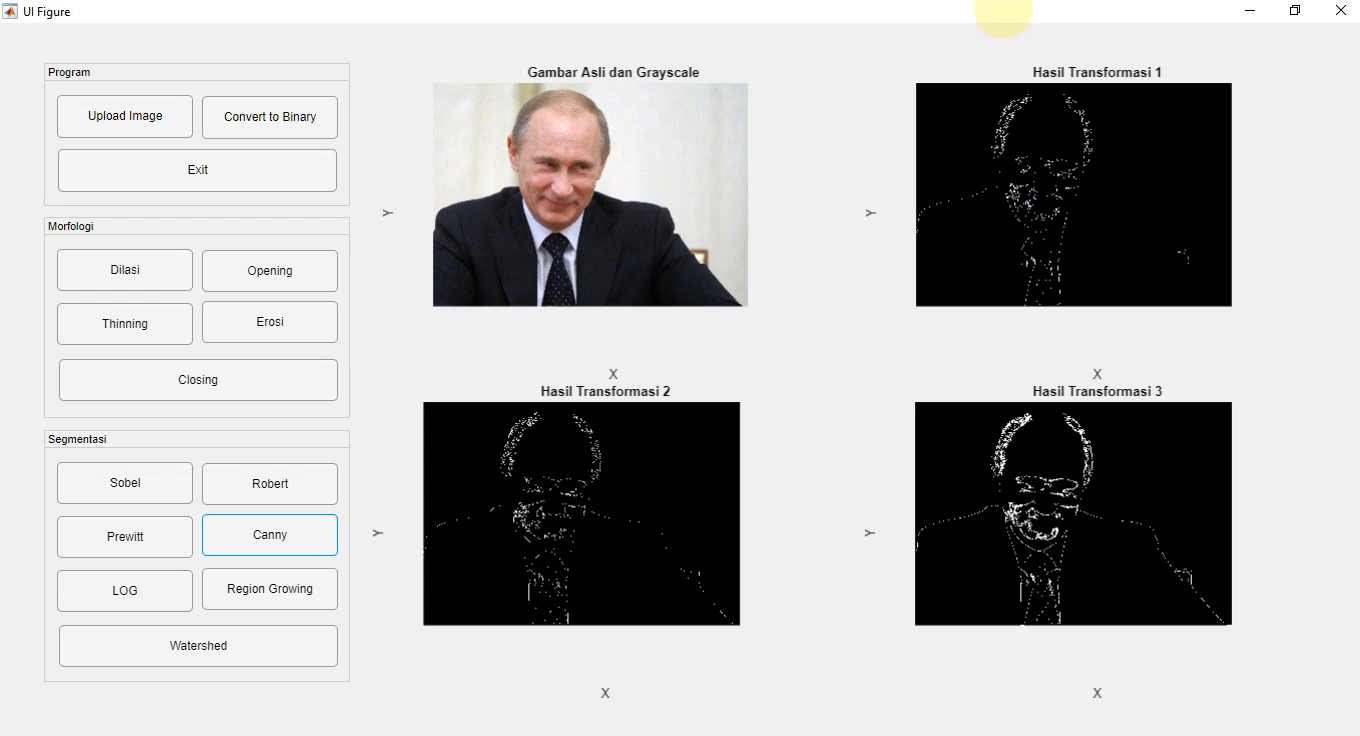 UI Figure
Program
Upload Image
Convert to Binary
Exit
Morfologi
Dilasi
Opening
Thinning
Erosi
Closing
Segmentasi
Sobel
Robert
Prewitt
Canny
LOG
Region Growing
Watershed
Gambar Asli dan Grayscale
Y
X
Hasil Transformasi 1
Y
X
Hasil Transformasi 2
Y
X
Hasil Transformasi 3
Y
X